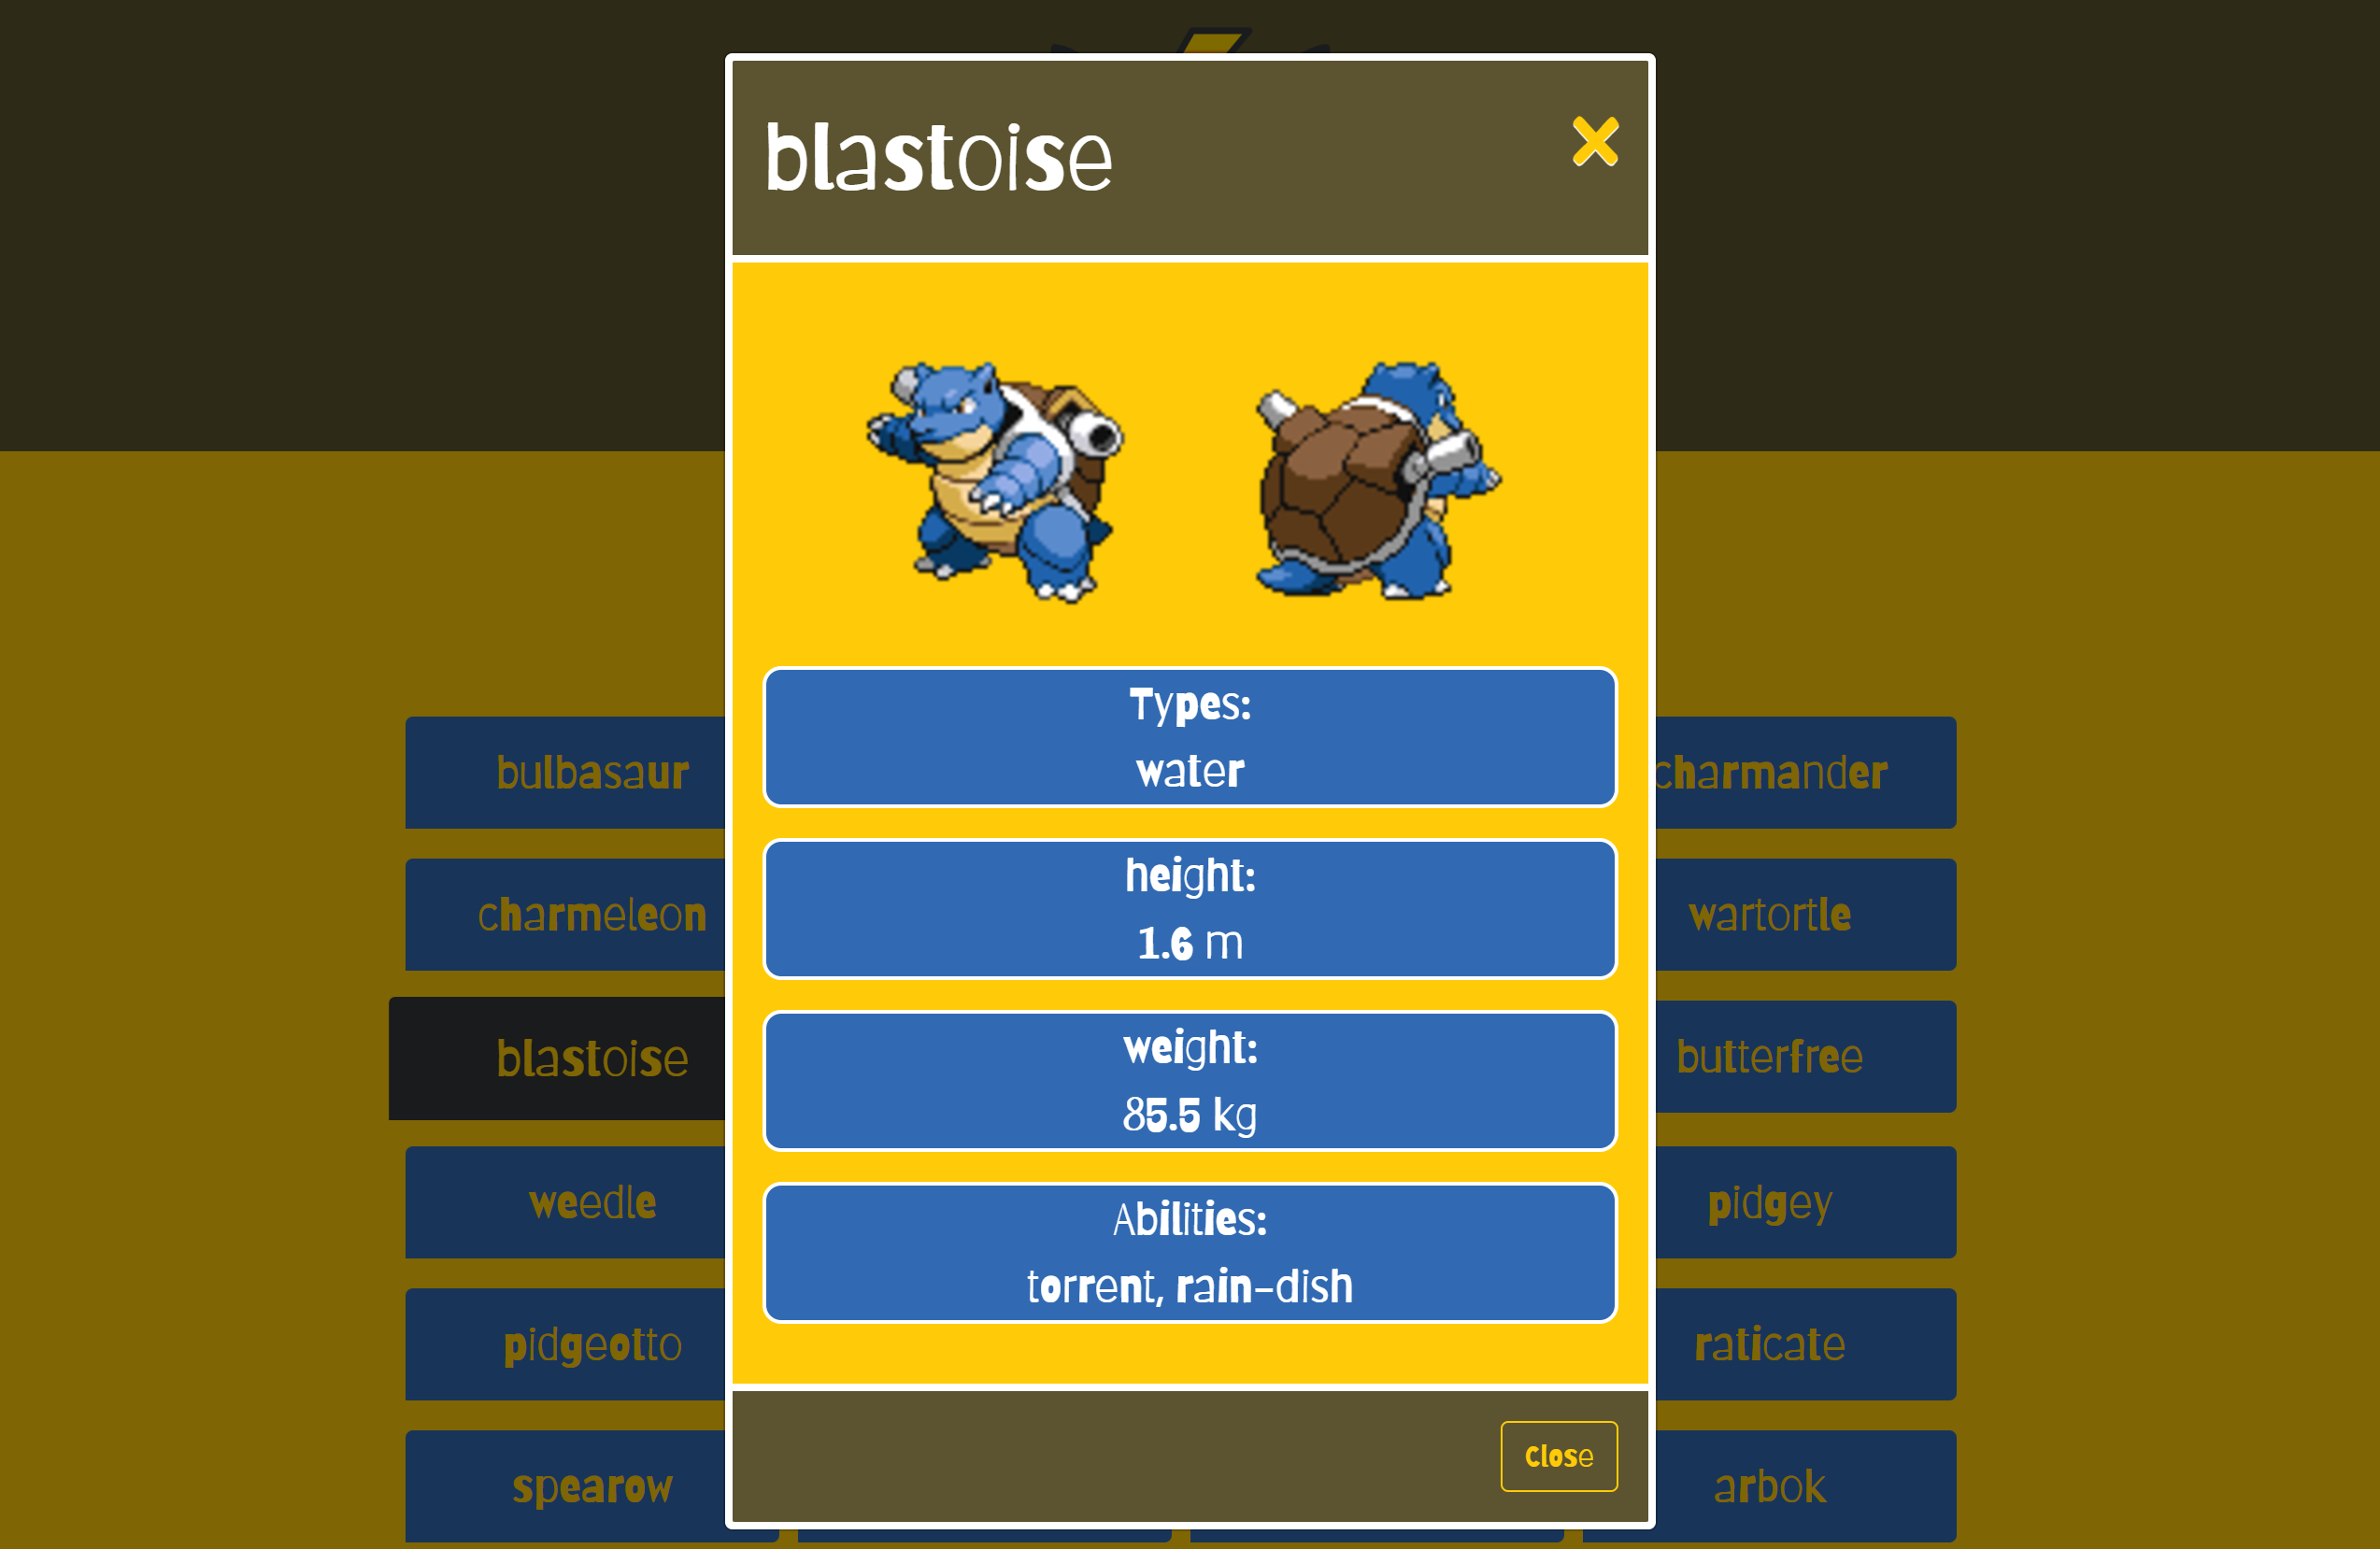 blastoise
Types:
water
height:
1.6 m
weight:
85.5 kg
Abilities:
torrent, rain-dish
Close
bulbasaur
charmander
charmeleon
wartortle
blastoise
butterfree
weedle
pidgey
pidgeotto
raticate
spearow
arbok